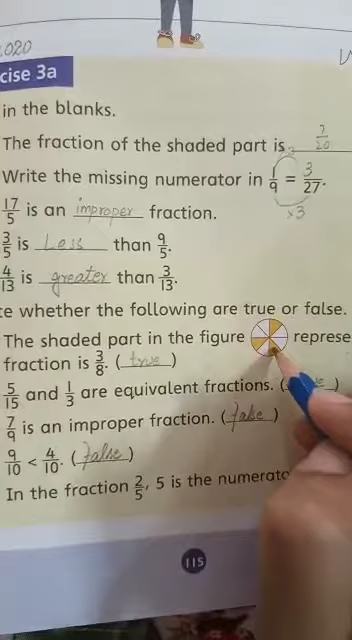 2020
cise 3a
in the blanks.
The fraction of the shaded part is 7/20
Write the missing numerator in 1/9 = 3/27.
×3
17/5 is an improper fraction.
3/5 is Less than 9/5.
4/13 is greater than 3/13.
te whether the following are true or false.
The shaded part in the figure represe
fraction is 3/8. (true)
5/15 and 1/3 are equivalent fractions. (
7/9 is an improper fraction. (false)
9/10 < 4/10. (false)
In the fraction 2/5, 5 is the numerato
115